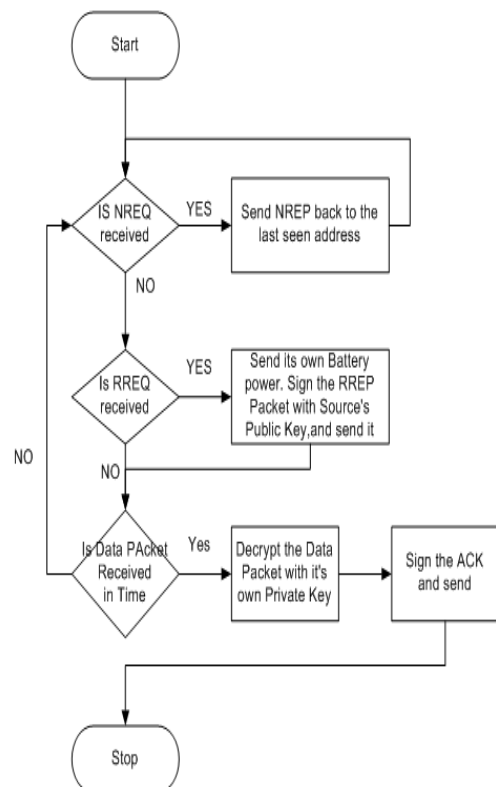 Start
IS NREQ
received
YES
Send NREP back to the
last seen address
NO
Is RREQ
received
YES
Send its own Battery
power. Sign the RREP
Packet with Source's
Public Key,and send it
NO
NO
Is Data PAcket
Received
in Time
Yes
Decrypt the Data
Packet with it's
own Private Key
Sign the ACK
and send
Stop